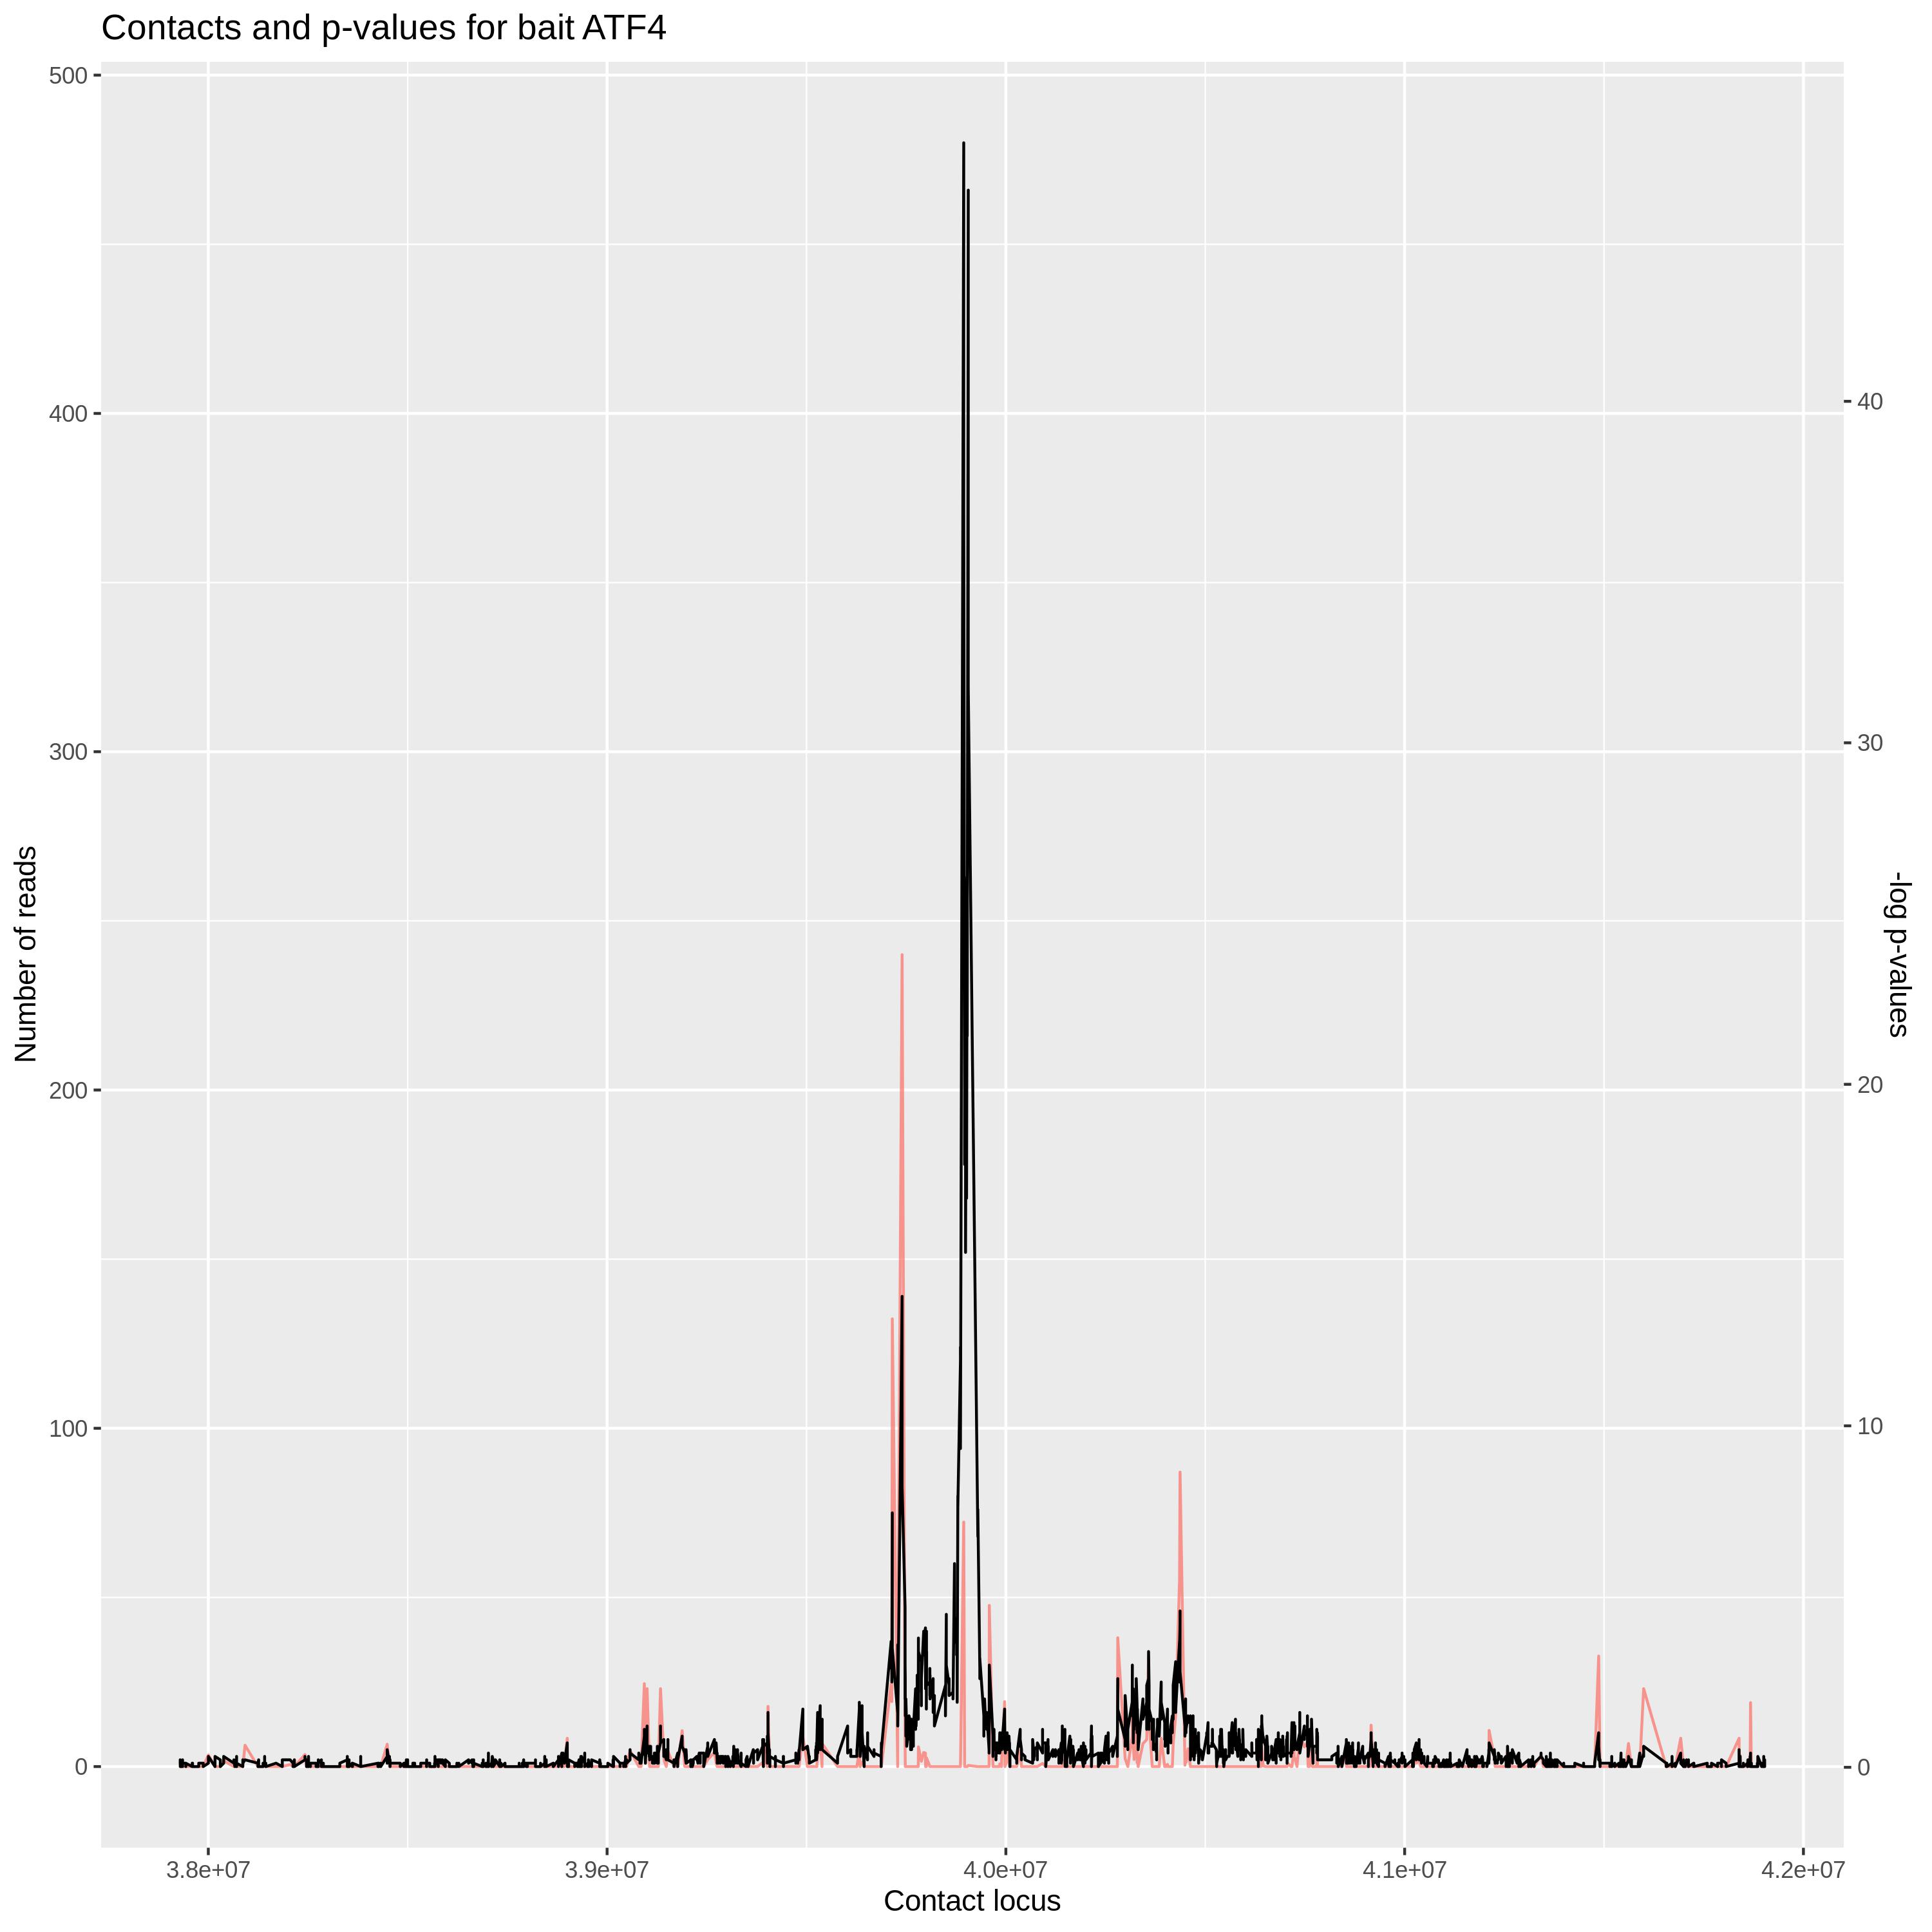 Contacts and p-values for bait ATF4
500
400
300
200
100
0
Number of reads
40
30
20
10
0
-log p-values
3.8e+07
3.9e+07
4.0e+07
4.1e+07
4.2e+07
Contact locus